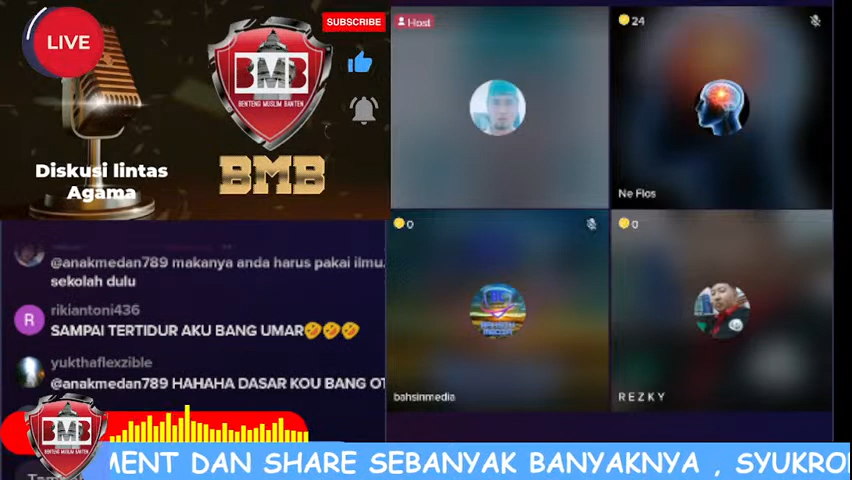 LIVE
SUBSCRIBE
BMB
BENTENG MUSLIM BANTEN
BMB
Diskusi lintas
Agama
Host
24
Ne Flos
0
bahsinmedia
0
R E Z K Y
@anakmedan789 makanya anda harus pakai ilmu.
sekolah dulu
rikiantoni436
R
SAMPAI TERTIDUR AKU BANG UMAR🤣🤣🤣
yukthaflexzible
@anakmedan789 HAHAHA DASAR KOU BANG OT
BMB
MENT DAN SHARE SEBANYAK BANYAKNYA , SYUKRO